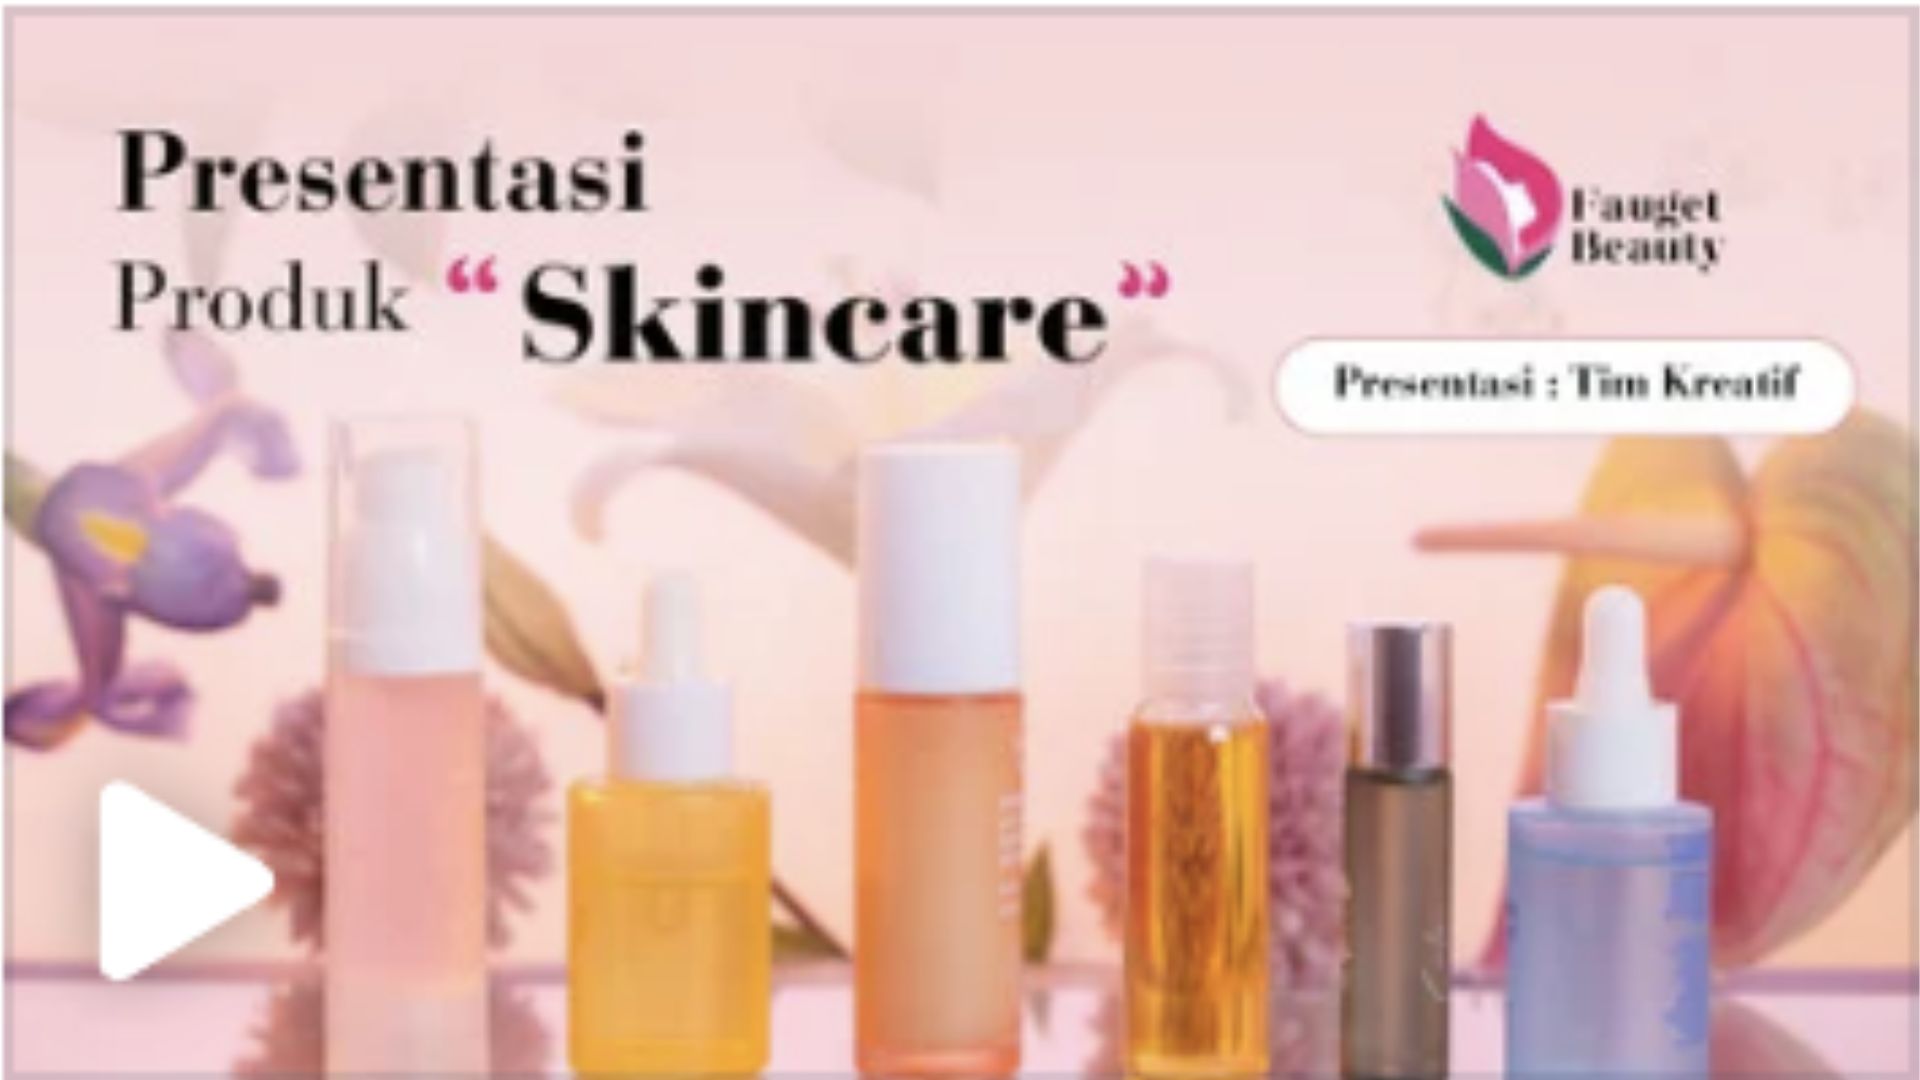 Presentasi
Produk “Skincare”
Fauget
Beauty
Presentasi : Tim Kreatif